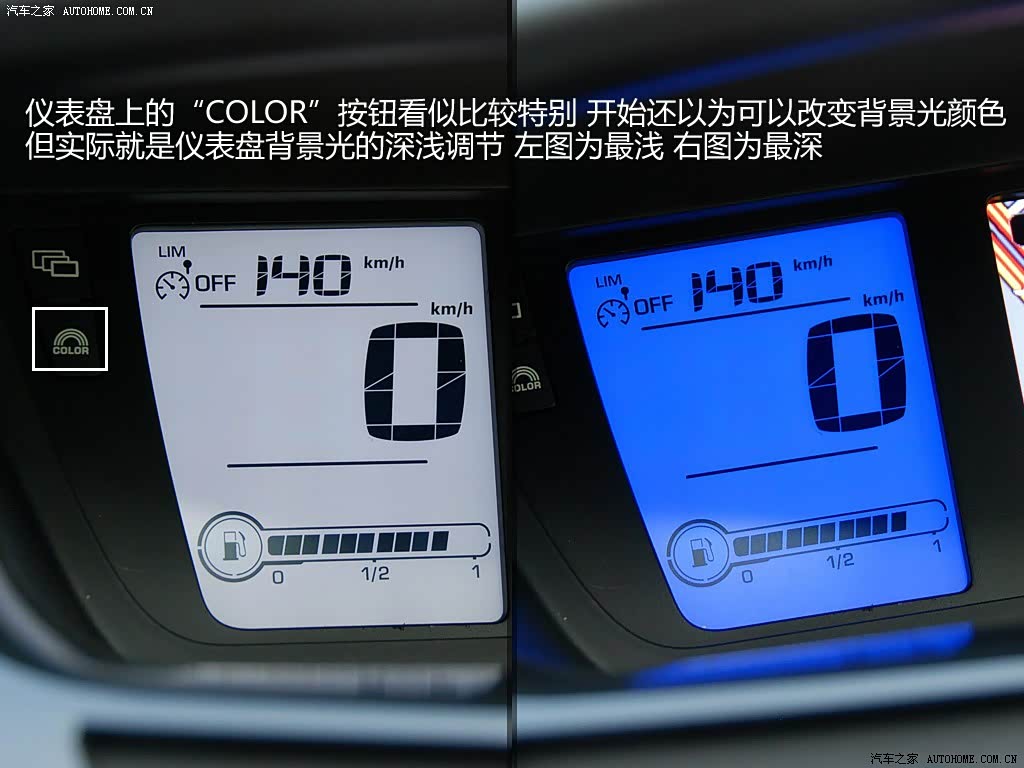 汽车之家 AUTOHOME.COM.CN
仪表盘上的“COLOR”按钮看似比较特别 开始还以为可以改变背景光颜色
但实际就是仪表盘背景光的深浅调节 左图为最浅 右图为最深
LIM
OFF 140 km/h
km/h
0
COLOR
0 1/2 1
LIM
OFF 140 km/h
km/h
0
COLOR
0 1/2 1
汽车之家 AUTOHOME.COM.CN